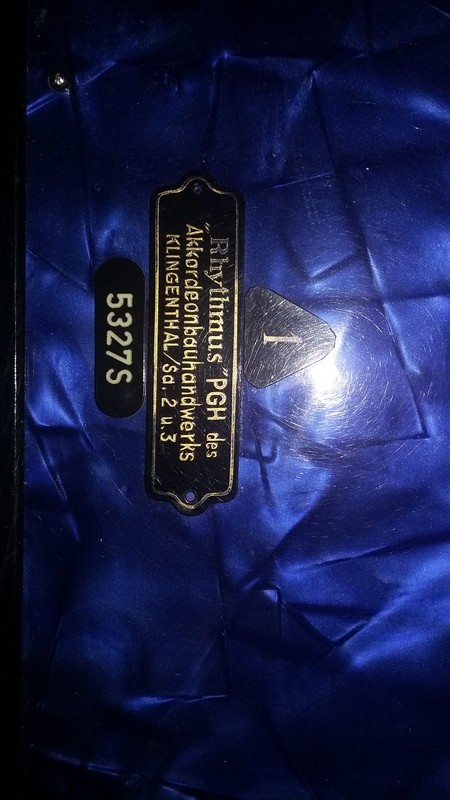 1
„Rhythmus" PGH des
Akkordeonbauhandwerks
KLINGENTHAL/Sa. 2 u. 3
5327S